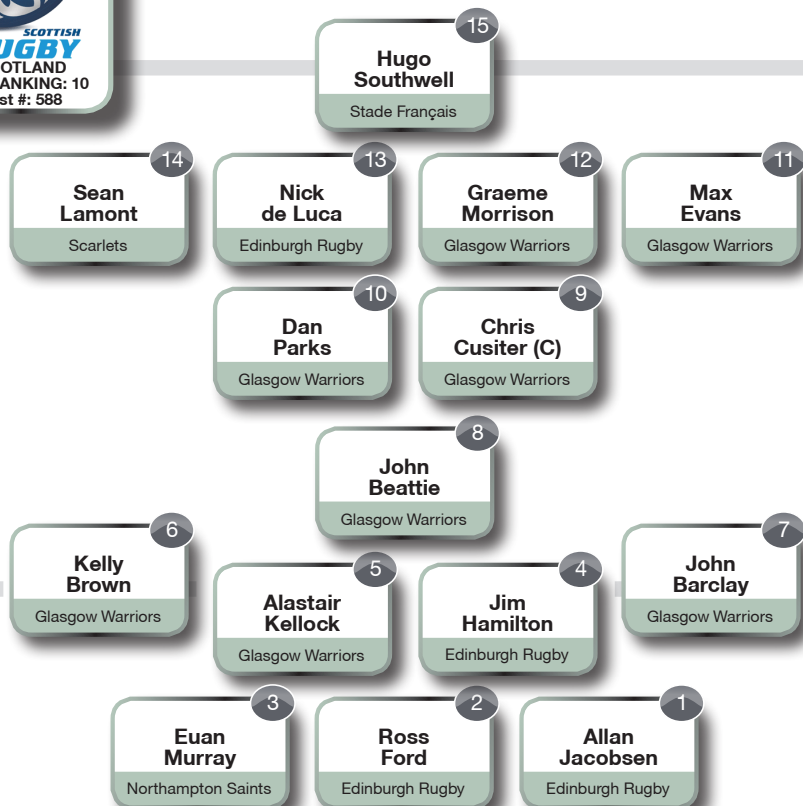 SCOTTISH
15
Hugo
Southwell
Stade Français
ANKING: 10
588
14
Sean
Lamont
Scarlets
13
Nick
de Luca
Edinburgh Rugby
12
Graeme
Morrison
Glasgow Warriors
11
Max
Evans
Glasgow Warriors
10
Dan
Parks
Glasgow Warriors
9
Chris
Cusiter (C)
Glasgow Warriors
8
John
Beattie
Glasgow Warriors
6
Kelly
Brown
Glasgow Warriors
5
Alastair
Kellock
Glasgow Warriors
4
Jim
Hamilton
Edinburgh Rugby
7
John
Barclay
Glasgow Warriors
3
Euan
Murray
Northampton Saints
2
Ross
Ford
Edinburgh Rugby
1
Allan
Jacobsen
Edinburgh Rugby